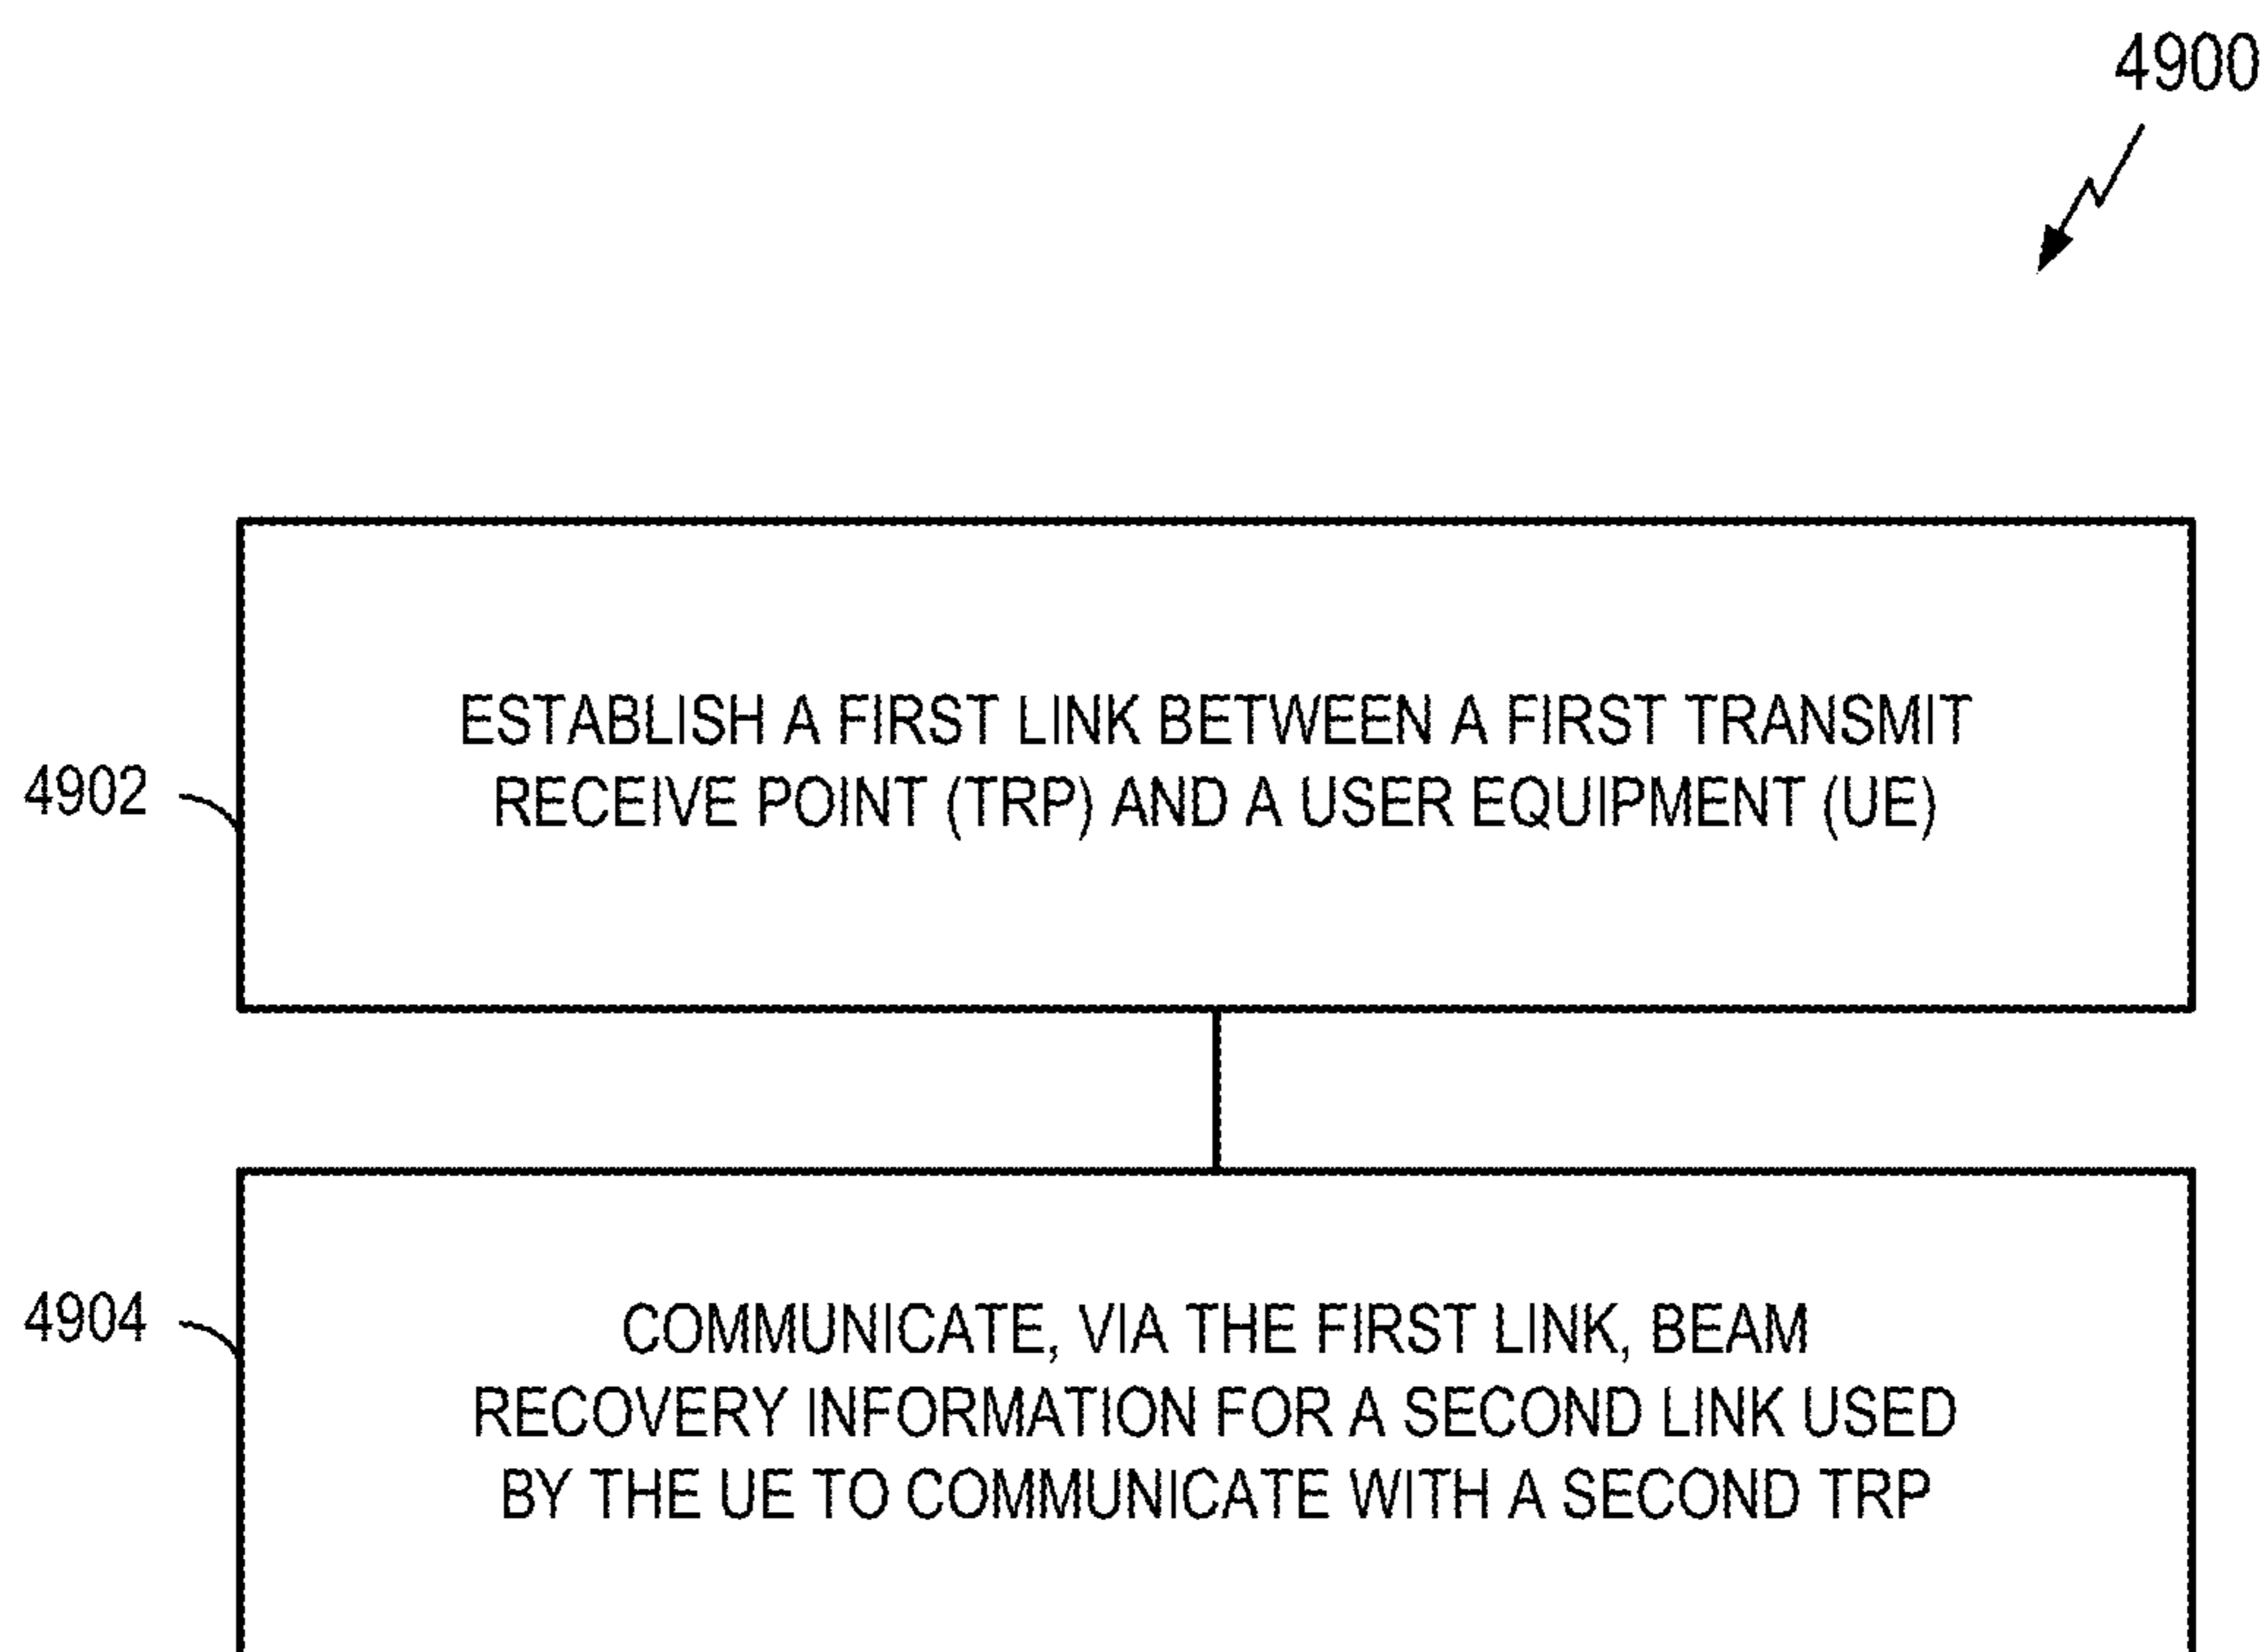 4900
ESTABLISH A FIRST LINK BETWEEN A FIRST TRANSMIT
RECEIVE POINT (TRP) AND A USER EQUIPMENT (UE)
4902
4904
COMMUNICATE, VIA THE FIRST LINK, BEAM
RECOVERY INFORMATION FOR A SECOND LINK USED
BY THE UE TO COMMUNICATE WITH A SECOND TRP